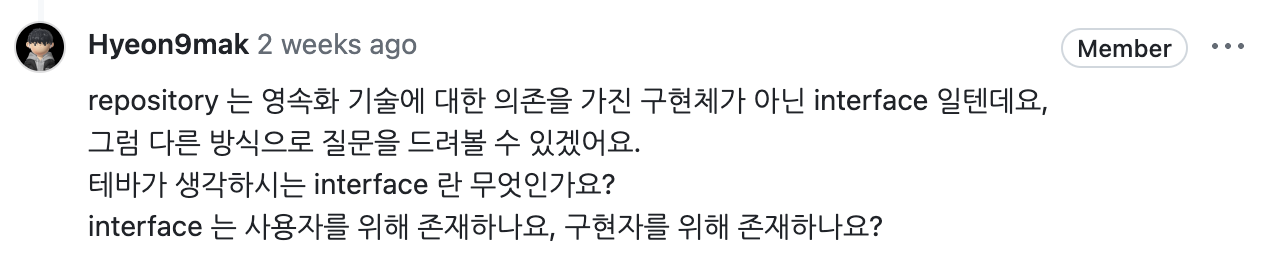 Hyeon9mak 2 weeks ago Member
repository 는 영속화 기술에 대한 의존을 가진 구현체가 아닌 interface 일텐데요,
그럼 다른 방식으로 질문을 드려볼 수 있겠어요.
테바가 생각하시는 interface 란 무엇인가요?
interface 는 사용자를 위해 존재하나요, 구현자를 위해 존재하나요?